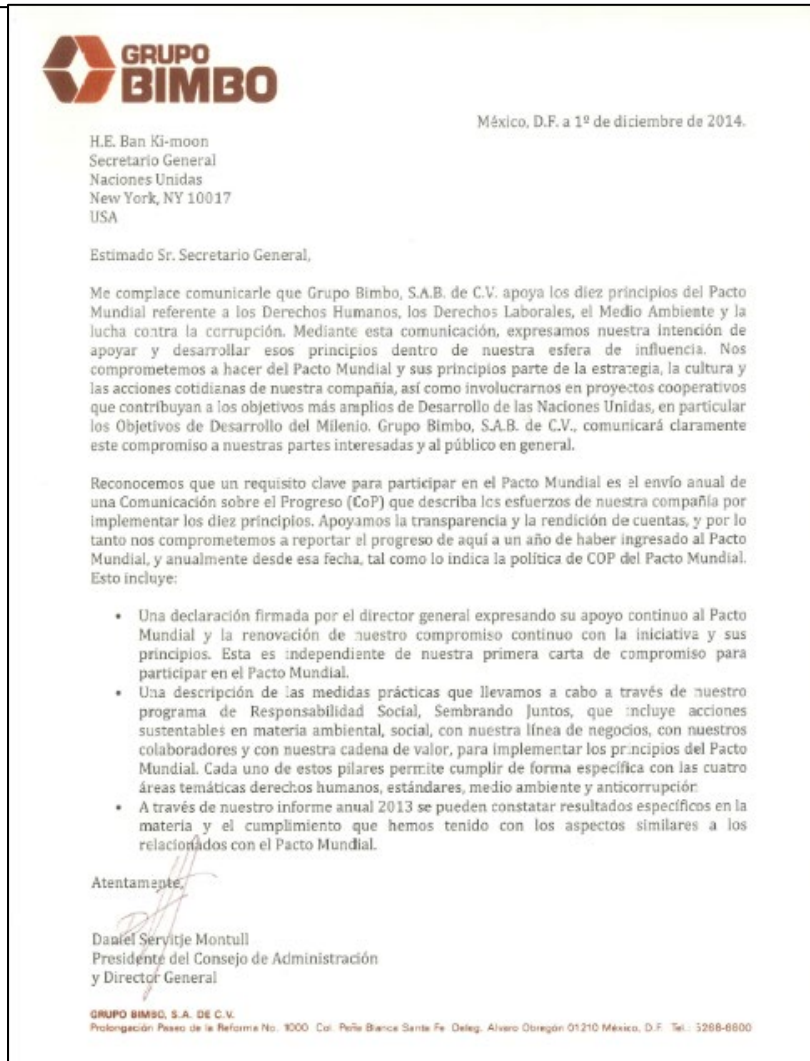 GRUPO
BIMBO
México, D.F. a 1º de diciembre de 2014.
H.E. Ban Ki-moon
Secretario General
Naciones Unidas
New York, NY 10017
USA
Estimado Sr. Secretario General,
Me complace comunicarle que Grupo Bimbo, S.A.B. de C.V. apoya los diez principios del Pacto
Mundial referente a los Derechos Humanos, los Derechos Laborales, el Medio Ambiente y la
lucha contra la corrupción. Mediante esta comunicación, expresamos nuestra intención de
apoyar y desarrollar esos principios dentro de nuestra esfera de influencia. Nos
comprometemos a hacer del Pacto Mundial y sus principios parte de la estrategia, la cultura y
las acciones cotidianas de nuestra compañía, así como involucrarnos en proyectos cooperativos
que contribuyan a los objetivos más amplios de Desarrollo de las Naciones Unidas, en particular
los Objetivos de Desarrollo del Milenio. Grupo Bimbo, S.A.B. de C.V., comunicará claramente
este compromiso a nuestras partes interesadas y al público en general.
Reconocemos que un requisito clave para participar en el Pacto Mundial es el envío anual de
una Comunicación sobre el Progreso (CoP) que describa los esfuerzos de nuestra compañía por
implementar los diez principios. Apoyamos la transparencia y la rendición de cuentas, y por lo
tanto nos comprometemos a reportar el progreso de aquí a un año de haber ingresado al Pacto
Mundial, y anualmente desde esa fecha, tal como lo indica la política de COP del Pacto Mundial.
Esto incluye:
• Una declaración firmada por el director general expresando su apoyo continuo al Pacto
Mundial y la renovación de nuestro compromiso continuo con la iniciativa y sus
principios. Esta es independiente de nuestra primera carta de compromiso para
participar en el Pacto Mundial.
• Una descripción de las medidas prácticas que llevamos a cabo a través de nuestro
programa de Responsabilidad Social, Sembrando Juntos, que incluye acciones
sustentables en materia ambiental, social, con nuestra línea de negocios, con nuestros
colaboradores y con nuestra cadena de valor, para implementar los principios del Pacto
Mundial. Cada uno de estos pilares permite cumplir de forma específica con las cuatro
áreas temáticas derechos humanos, estándares, medio ambiente y anticorrupción.
• A través de nuestro informe anual 2013 se pueden constatar resultados específicos en la
materia y el cumplimiento que hemos tenido con los aspectos similares a los
relacionados con el Pacto Mundial.
Atentamente,
Daniel Servitje Montull
Presidente del Consejo de Administración
y Director General
GRUPO BIMBO, S.A. DE C.V.
Prolongación Paseo de la Reforma No. 1000 Col. Peña Blanca Santa Fe Deleg. Alvaro Obregón 01210 México, D.F. Tel.: 5268-6600